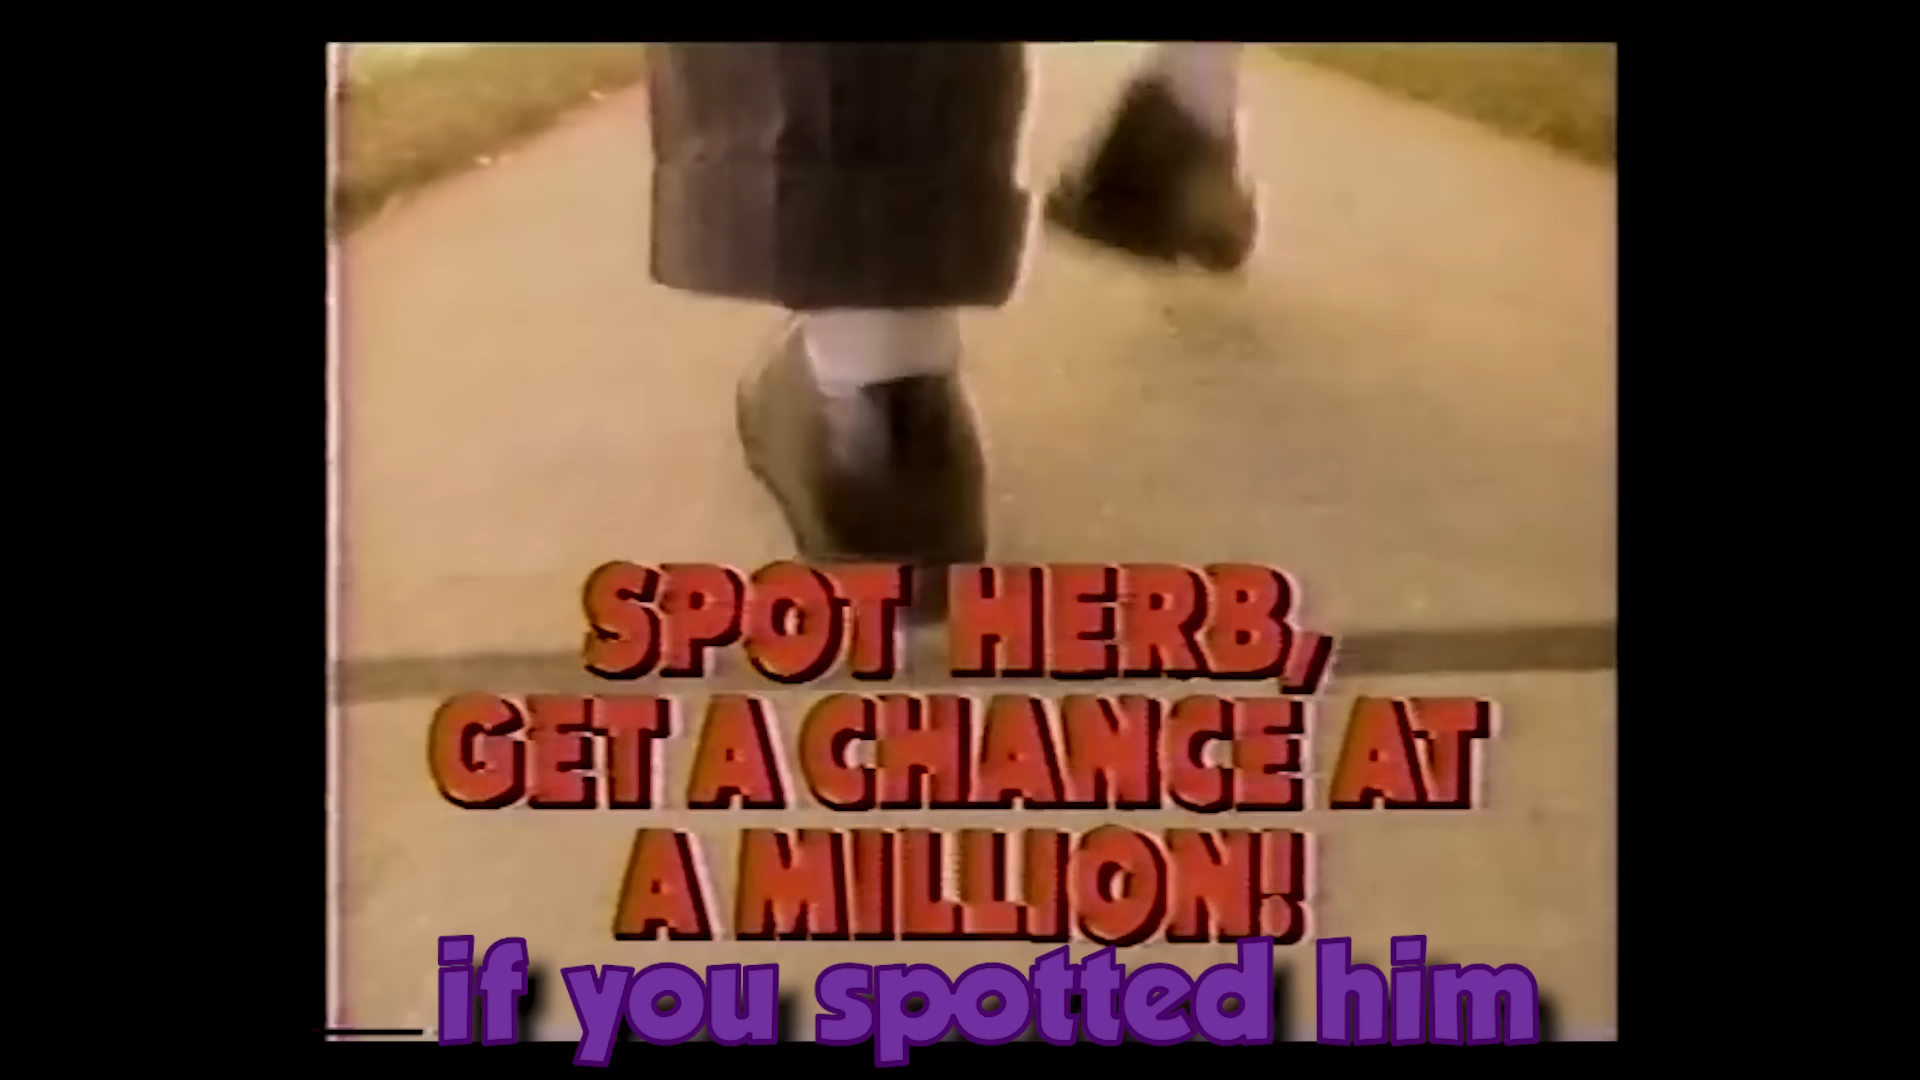 SPOT HERB,
GET A CHANCE AT
A MILLION!
if you spotted him